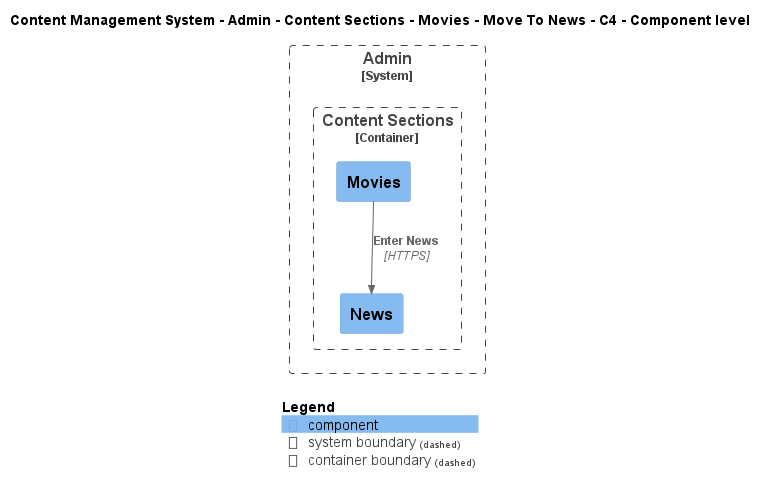 Content Management System - Admin - Content Sections - Movies - Move To News - C4 - Component level
Admin
[System]
Content Sections
[Container]
Movies
Enter News
[HTTPS]
News
Legend
component
system boundary (dashed)
container boundary (dashed)